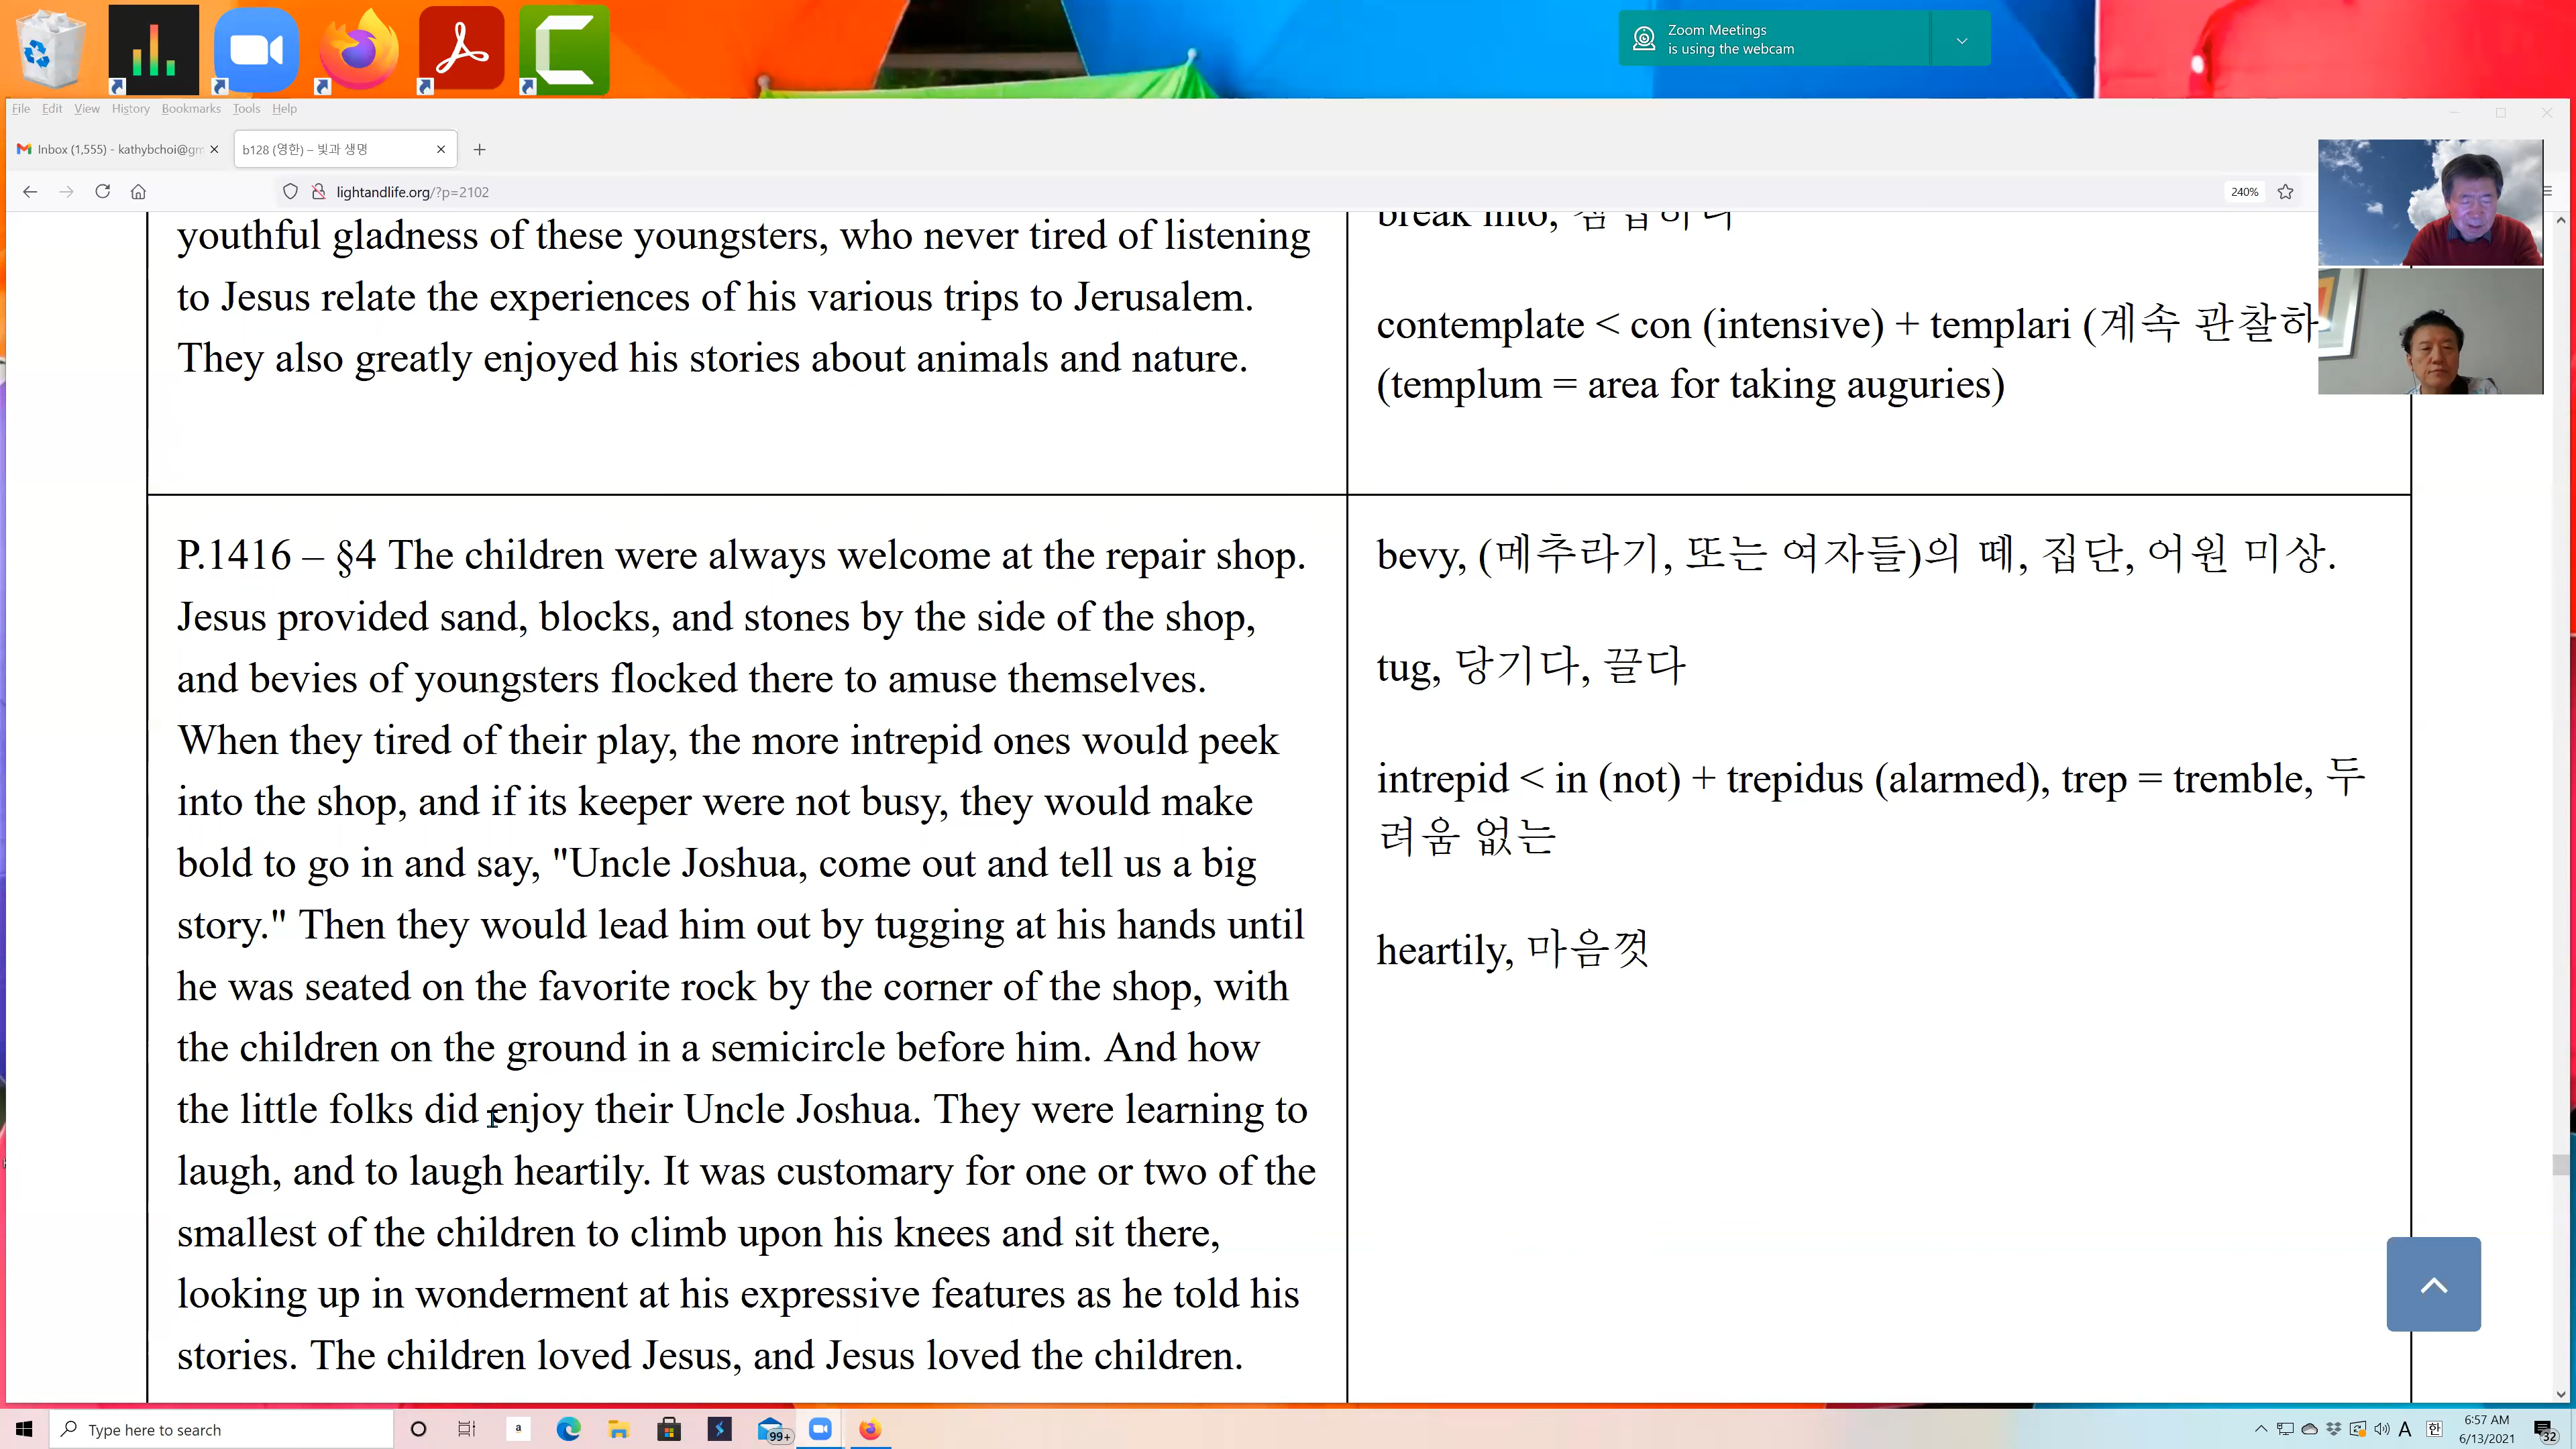 Zoom Meetings
is using the webcam
File Edit View History Bookmarks Tools Help
Inbox (1,555) - kathybchoi@gm
b128 (영한) – 빛과 생명
lightandlife.org/?p=2102
240%
youthful gladness of these youngsters, who never tired of listening
to Jesus relate the experiences of his various trips to Jerusalem.
They also greatly enjoyed his stories about animals and nature.
break into,
contemplate < con (intensive) + templari (계속 관찰하
(templum = area for taking auguries)
P.1416 – §4 The children were always welcome at the repair shop.
Jesus provided sand, blocks, and stones by the side of the shop,
and bevies of youngsters flocked there to amuse themselves.
When they tired of their play, the more intrepid ones would peek
into the shop, and if its keeper were not busy, they would make
bold to go in and say, "Uncle Joshua, come out and tell us a big
story." Then they would lead him out by tugging at his hands until
he was seated on the favorite rock by the corner of the shop, with
the children on the ground in a semicircle before him. And how
the little folks did enjoy their Uncle Joshua. They were learning to
laugh, and to laugh heartily. It was customary for one or two of the
smallest of the children to climb upon his knees and sit there,
looking up in wonderment at his expressive features as he told his
stories. The children loved Jesus, and Jesus loved the children.
bevy, (메추라기, 또는 여자들)의 떼, 집단, 어원 미상.
tug, 당기다, 끌다
intrepid < in (not) + trepidus (alarmed), trep = tremble, 두
려움 없는
heartily, 마음껏
Type here to search
a
99+
A
한
6:57 AM
6/13/2021
32